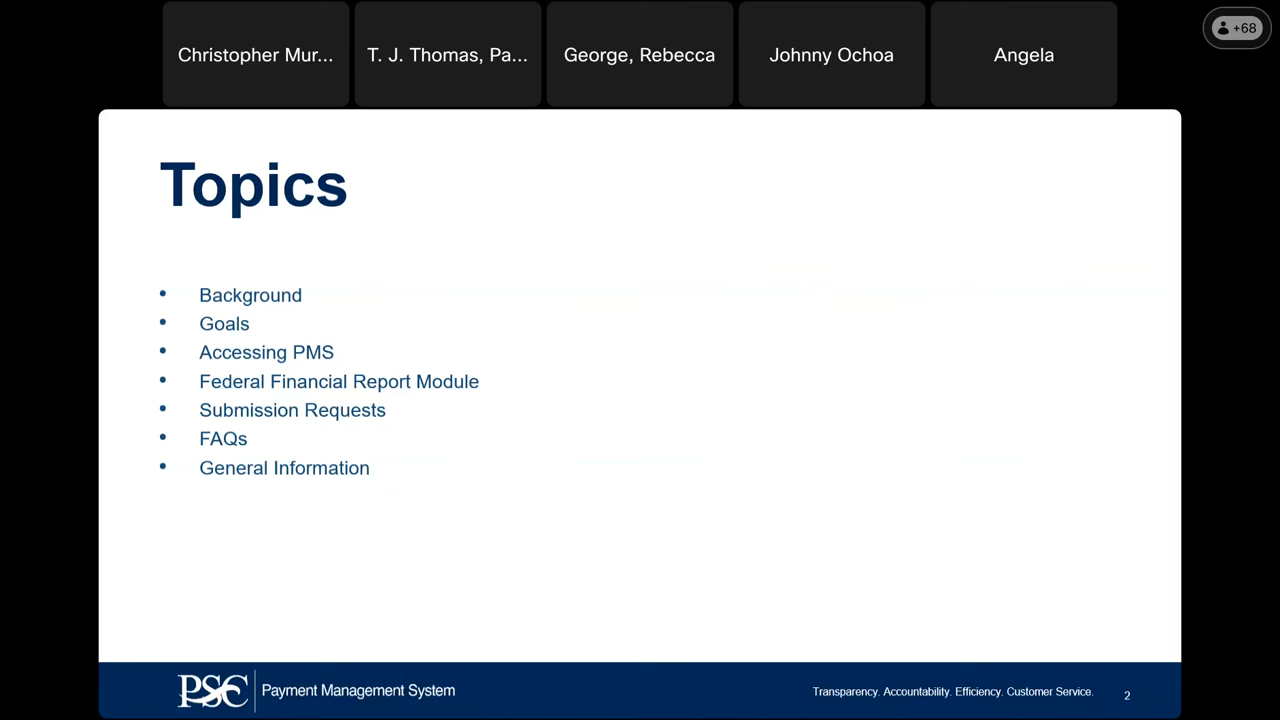 Christopher Mur...
T. J. Thomas, Pa...
George, Rebecca
Johnny Ochoa
Angela
+68
Topics
• Background
• Goals
• Accessing PMS
• Federal Financial Report Module
• Submission Requests
• FAQs
• General Information
PSC Payment Management System
Transparency. Accountability. Efficiency. Customer Service.
2